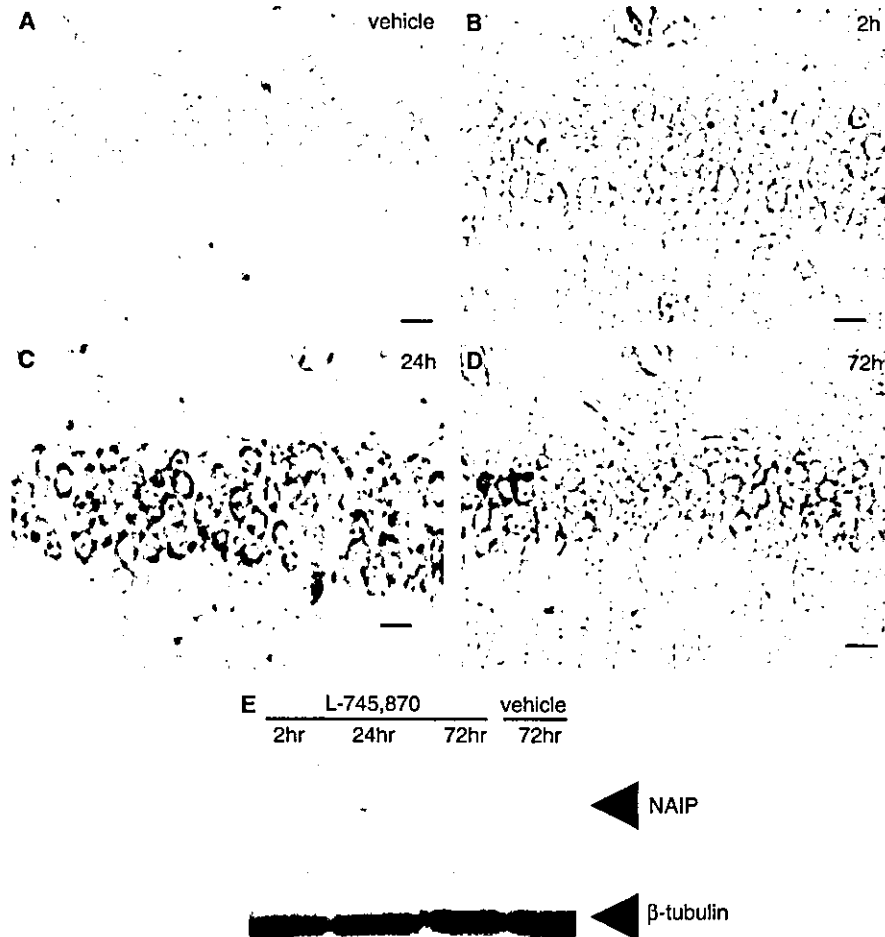 A vehicle
B 2h
C 24h
D 72h
E L-745,870 vehicle
2hr 24hr 72hr 72hr
NAIP
β-tubulin